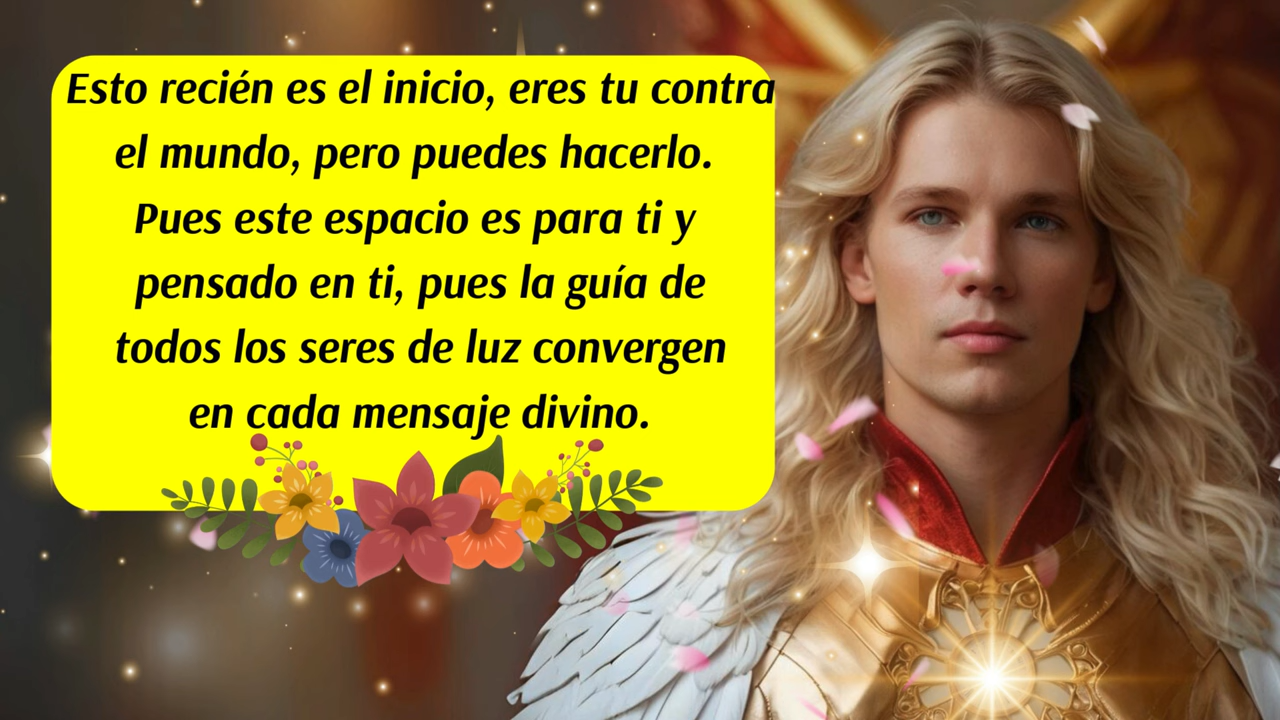 Esto recién es el inicio, eres tu contra
el mundo, pero puedes hacerlo.
Pues este espacio es para ti y
pensado en ti, pues la guía de
todos los seres de luz convergen
en cada mensaje divino.